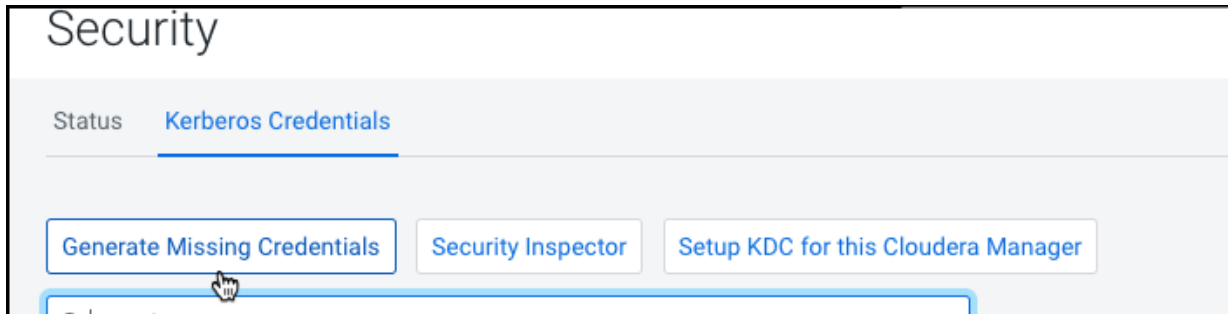 Security
Status Kerberos Credentials
Generate Missing Credentials Security Inspector Setup KDC for this Cloudera Manager